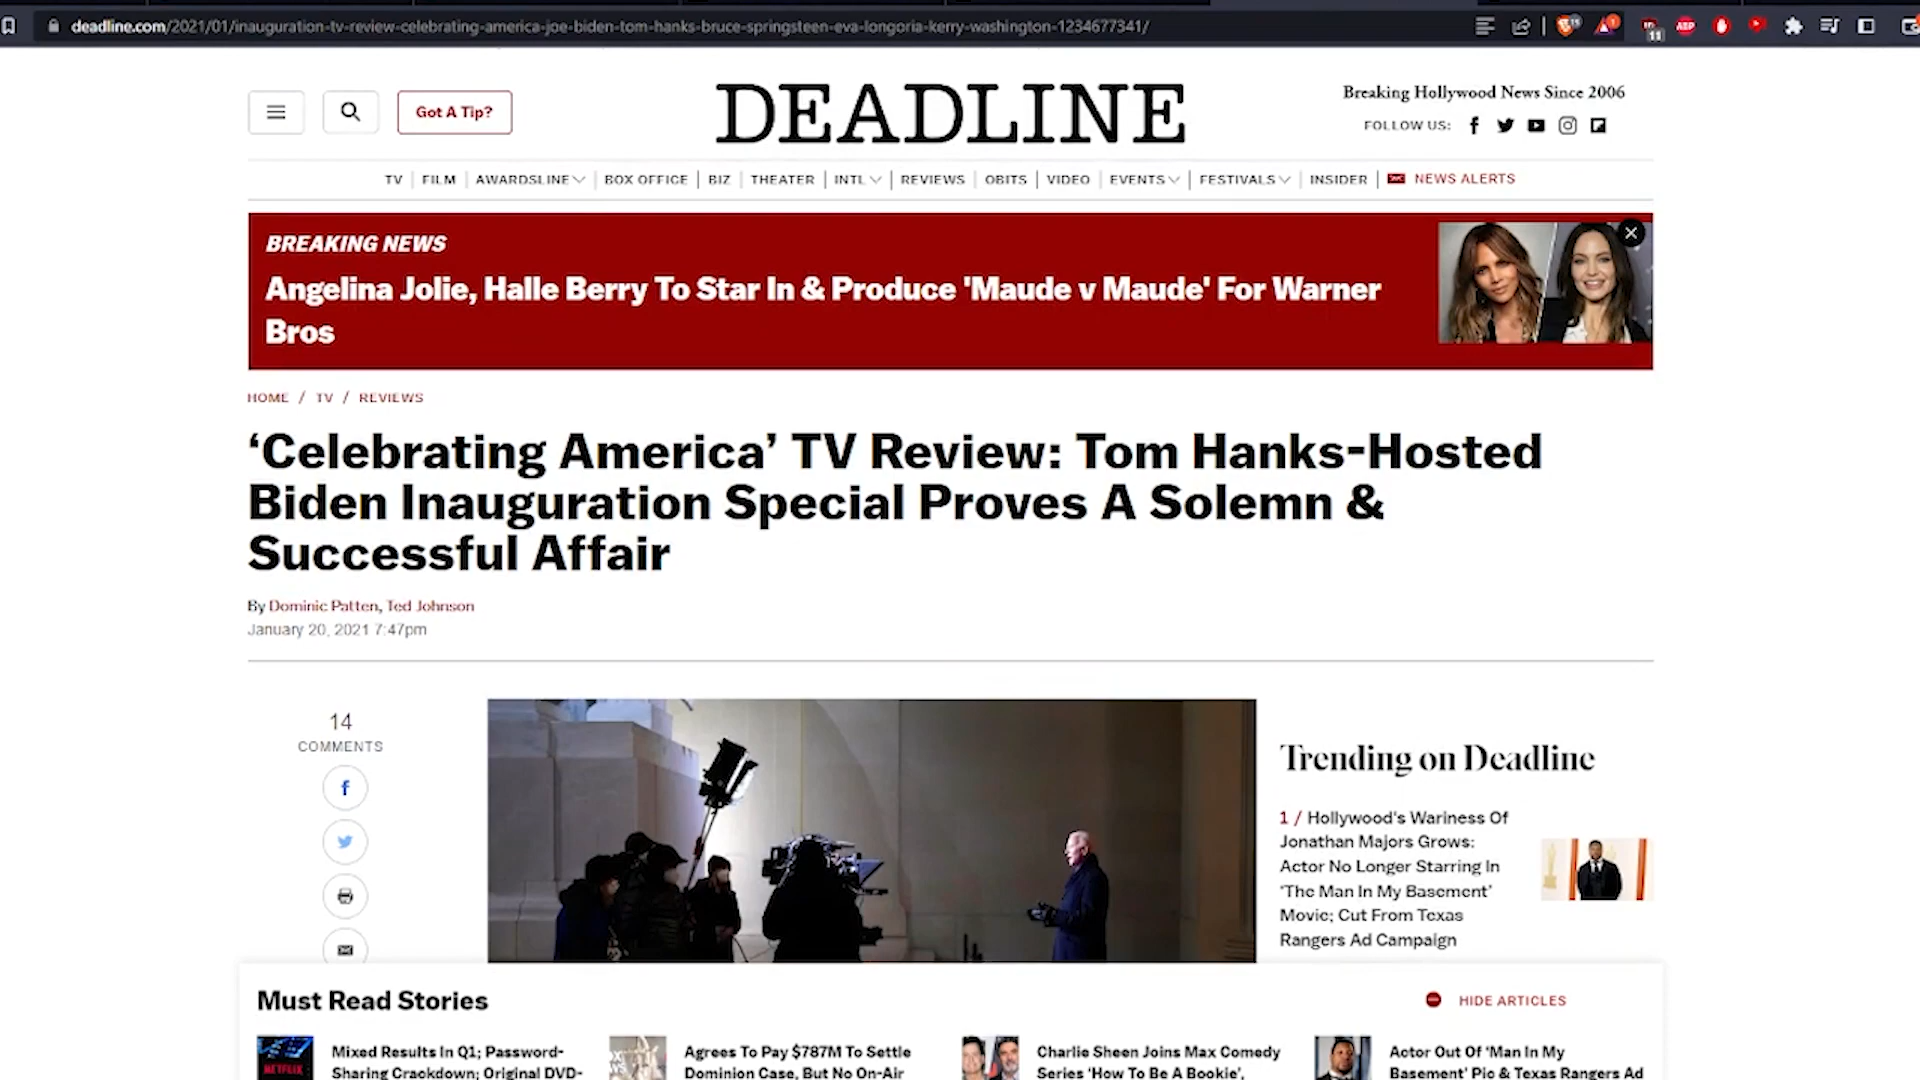 deadline.com/2021/01/inauguration-tv-review-celebrating-america-joe-biden-tom-hanks-bruce-springsteen-eva-longoria-kerry-washington-1234677341/
15
1
11
ABP
Got A Tip?
DEADLINE
Breaking Hollywood News Since 2006
FOLLOW US:
TV | FILM | AWARDSLINE | BOX OFFICE | BIZ | THEATER | INTL | REVIEWS | OBITS | VIDEO | EVENTS | FESTIVALS | INSIDER | NEWS ALERTS
BREAKING NEWS
Angelina Jolie, Halle Berry To Star In & Produce 'Maude v Maude' For Warner
Bros
HOME / TV / REVIEWS
‘Celebrating America’ TV Review: Tom Hanks-Hosted
Biden Inauguration Special Proves A Solemn &
Successful Affair
By Dominic Patten, Ted Johnson
January 20, 2021 7:47pm
14
COMMENTS
Trending on Deadline
1 / Hollywood's Wariness Of
Jonathan Majors Grows:
Actor No Longer Starring In
‘The Man In My Basement’
Movie; Cut From Texas
Rangers Ad Campaign
Must Read Stories
HIDE ARTICLES
NETFLIX
Mixed Results In Q1; Password-
Sharing Crackdown; Original DVD-
Agrees To Pay $787M To Settle
Dominion Case, But No On-Air
Charlie Sheen Joins Max Comedy
Series ‘How To Be A Bookie’,
Actor Out Of ‘Man In My
Basement’ Pic & Texas Rangers Ad